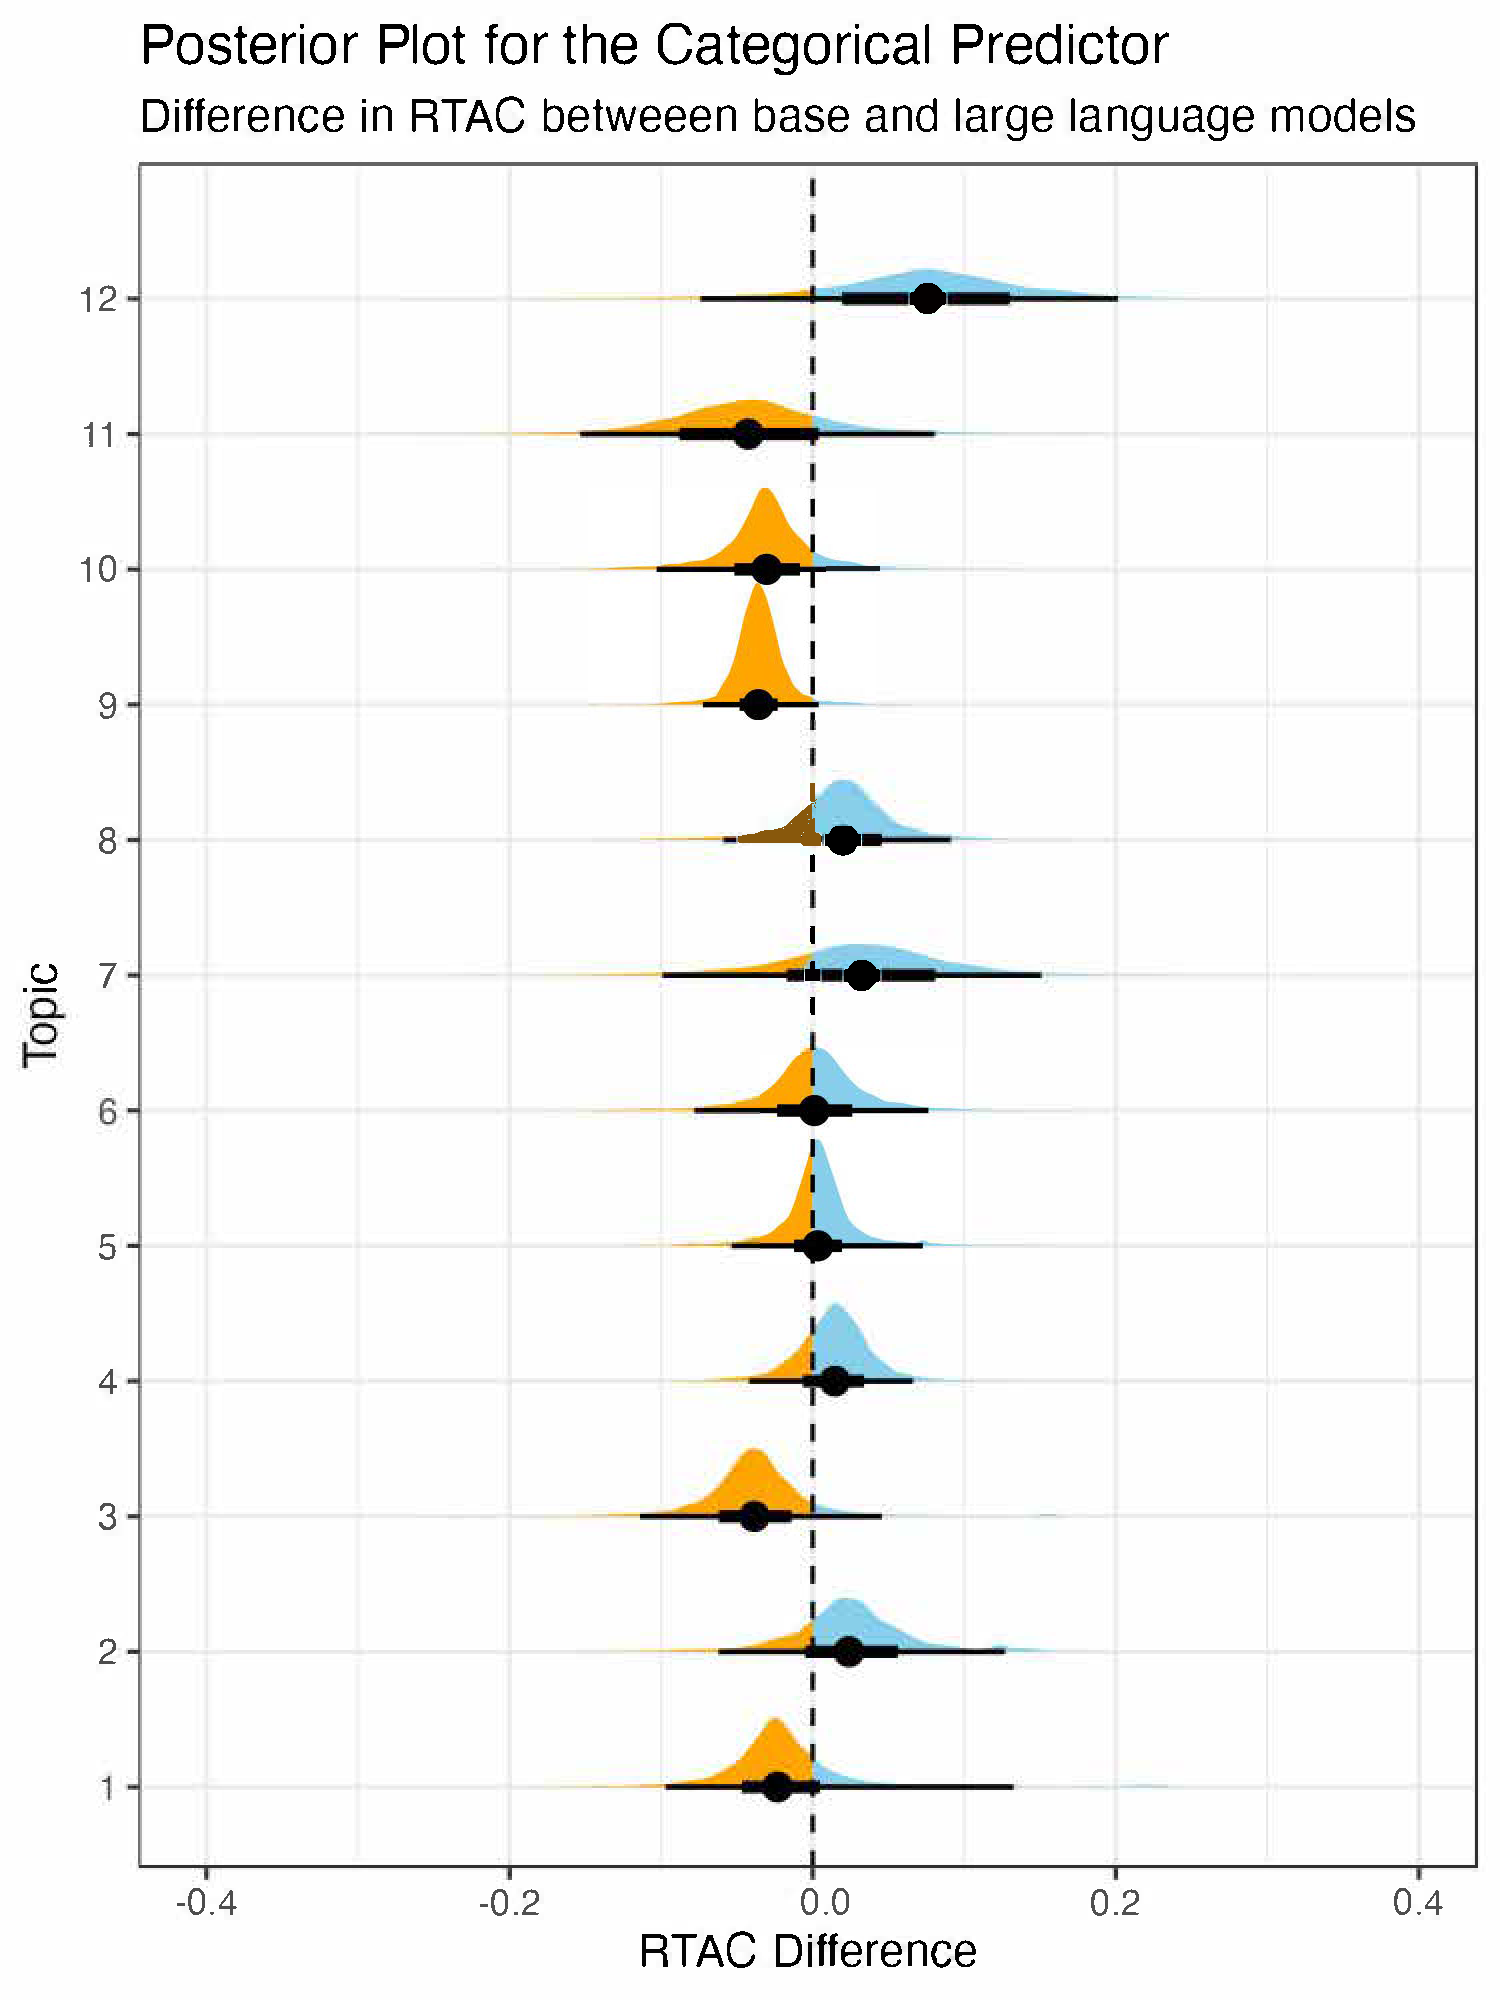 Posterior Plot for the Categorical Predictor
Difference in RTAC betweeen base and large language models
12
11
10
9
8
7
6
5
4
3
2
1
Topic
-0.4 -0.2 0.0 0.2 0.4
RTAC Difference